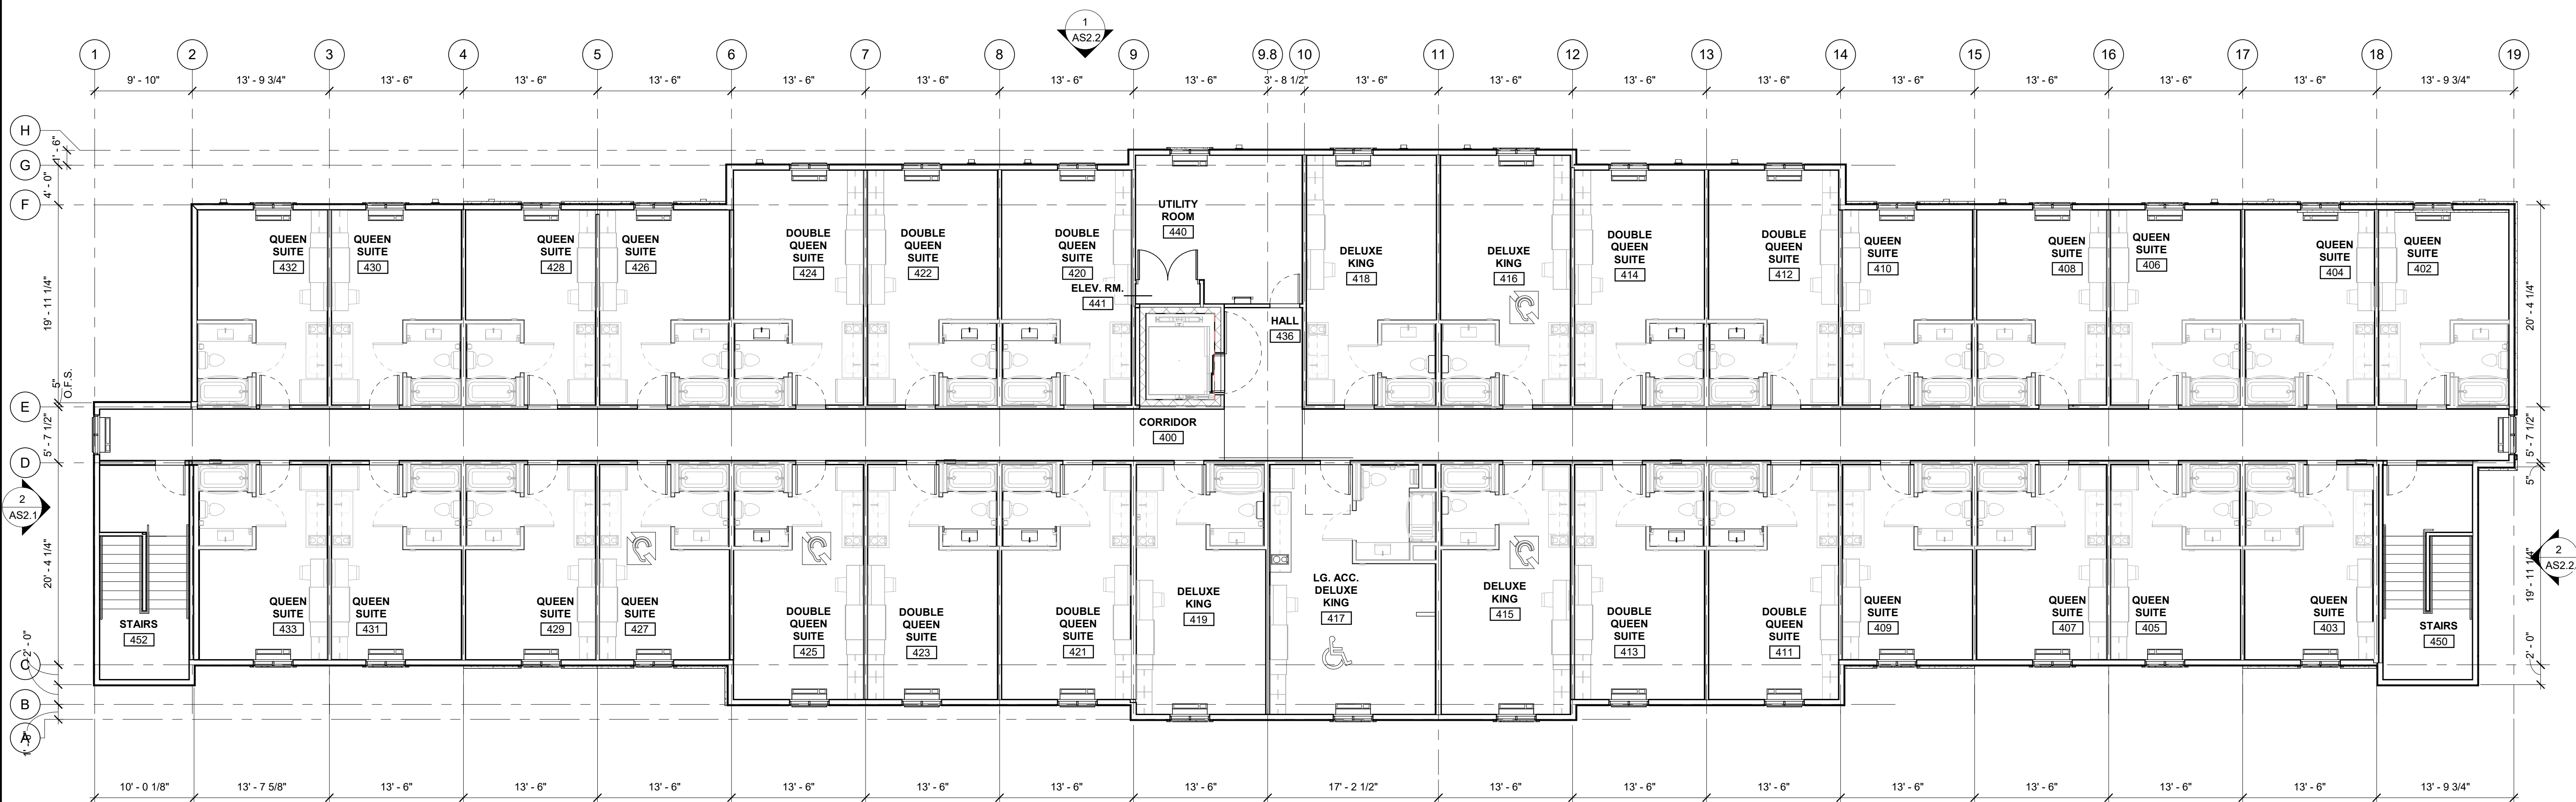 1
AS2.2
1 2 3 4 5 6 7 8 9 9.8 10 11 12 13 14 15 16 17 18 19
9' - 10" 13' - 9 3/4" 13' - 6" 13' - 6" 13' - 6" 13' - 6" 13' - 6" 13' - 6" 13' - 6" 3' - 8 1/2" 13' - 6" 13' - 6" 13' - 6" 13' - 6" 13' - 6" 13' - 6" 13' - 6" 13' - 6" 13' - 9 3/4"
H
1' - 6"
G
4' - 0"
F
19' - 11 1/4"
5"
O.F.S.
E
5' - 7 1/2"
D
2
AS2.1
20' - 4 1/4"
C
2' - 0"
B
A
QUEEN
SUITE
432
QUEEN
SUITE
430
QUEEN
SUITE
428
QUEEN
SUITE
426
DOUBLE
QUEEN
SUITE
424
DOUBLE
QUEEN
SUITE
422
DOUBLE
QUEEN
SUITE
420
ELEV. RM.
441
UTILITY
ROOM
440
HALL
436
DELUXE
KING
418
DELUXE
KING
416
DOUBLE
QUEEN
SUITE
414
DOUBLE
QUEEN
SUITE
412
QUEEN
SUITE
410
QUEEN
SUITE
408
QUEEN
SUITE
406
QUEEN
SUITE
404
QUEEN
SUITE
402
CORRIDOR
400
STAIRS
452
QUEEN
SUITE
433
QUEEN
SUITE
431
QUEEN
SUITE
429
QUEEN
SUITE
427
DOUBLE
QUEEN
SUITE
425
DOUBLE
QUEEN
SUITE
423
DOUBLE
QUEEN
SUITE
421
DELUXE
KING
419
LG. ACC.
DELUXE
KING
417
DELUXE
KING
415
DOUBLE
QUEEN
SUITE
413
DOUBLE
QUEEN
SUITE
411
QUEEN
SUITE
409
QUEEN
SUITE
407
QUEEN
SUITE
405
QUEEN
SUITE
403
STAIRS
450
20' - 4 1/4"
5' - 7 1/2"
5"
19' - 11 1/4"
2' - 0"
2
AS2.2
10' - 0 1/8" 13' - 7 5/8" 13' - 6" 13' - 6" 13' - 6" 13' - 6" 13' - 6" 13' - 6" 13' - 6" 17' - 2 1/2" 13' - 6" 13' - 6" 13' - 6" 13' - 6" 13' - 6" 13' - 6" 13' - 6" 13' - 9 3/4"